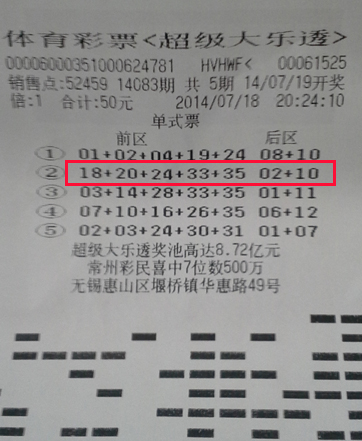 体育彩票<超级大乐透>
00006000351000624781 HVHWF< 00061525
销售点:52459 14083期 共 5期 14/07/19开奖
倍:1 合计:50元 2014/07/18 20:24:10
单式票
前区 后区
① 01+02+04+19+24 08+10
② 18+20+24+33+35 02+10
③ 03+14+28+33+35 01+11
④ 07+10+16+26+35 06+12
⑤ 02+03+24+30+31 01+07
超级大乐透奖池高达8.72亿元
常州彩民喜中7位数500万
无锡惠山区堰桥镇华惠路49号